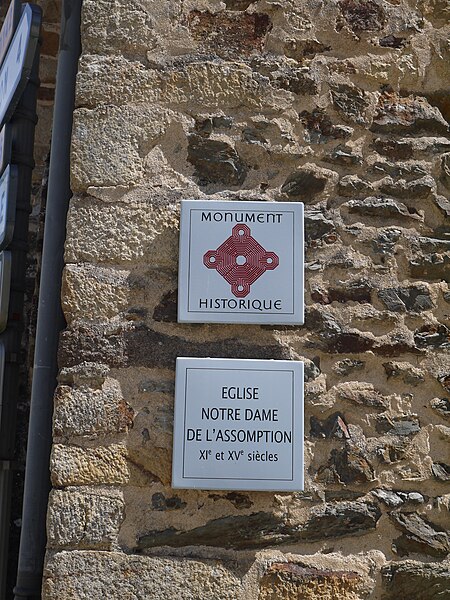 MONUMENT
HISTORIQUE
EGLISE
NOTRE DAME
DE L'ASSOMPTION
XIe et XVe siècles